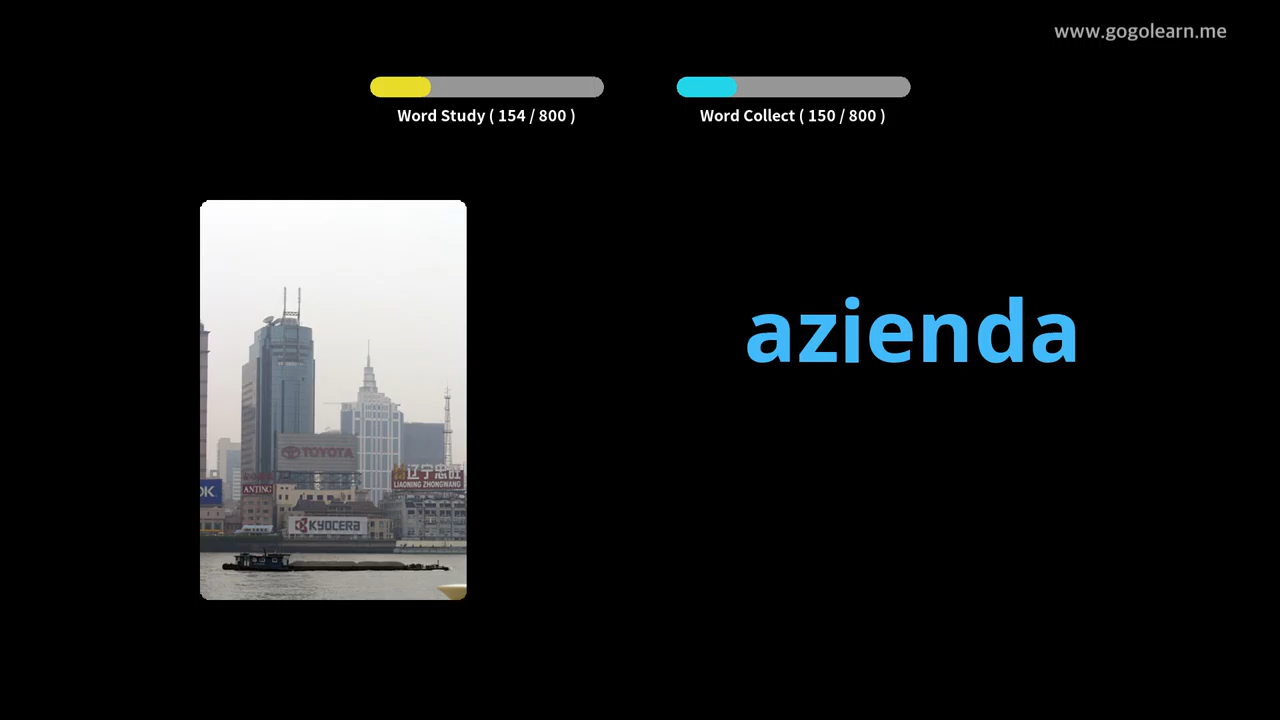 www.gogolearn.me
Word Study ( 154 / 800 )
Word Collect ( 150 / 800 )
azienda
TOYOTA
辽宁忠旺
LIAONING ZHONGWANG
OK
ANTING
KYOCERA